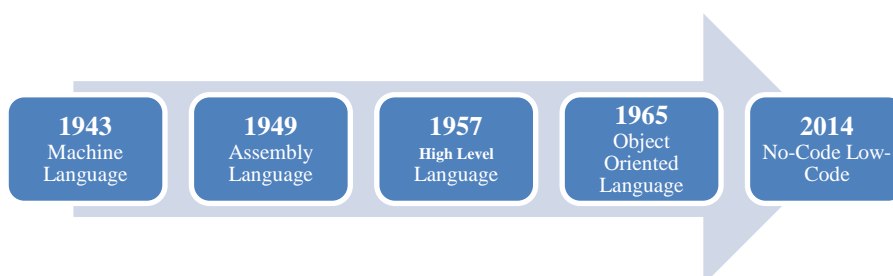 1943
Machine
Language
1949
Assembly
Language
1957
High Level
Language
1965
Object
Oriented
Language
2014
No-Code Low-
Code